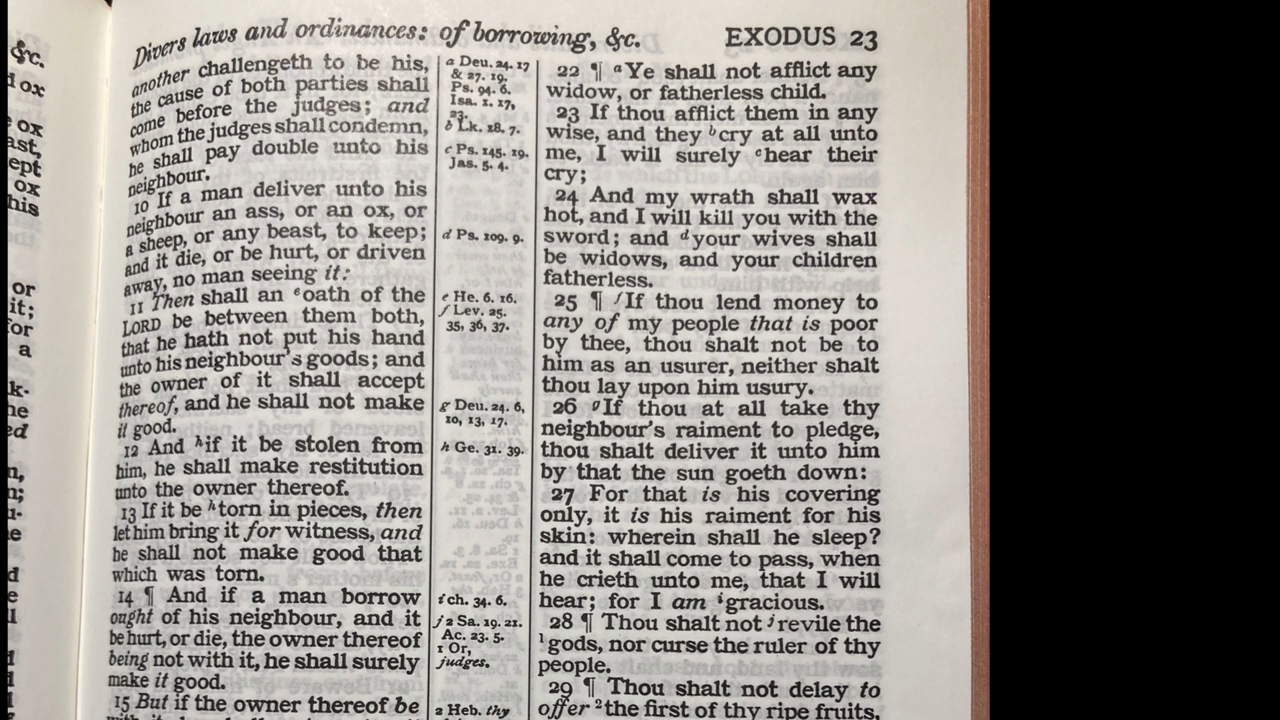 &c.
d ox
ox
ast,
ept
ox
his
or
it;
for
a
k-
he
ed
n,
n;
u-
e
d
e
Divers laws and ordinances: of borrowing, &c.
EXODUS 23
another challengeth to be his,
the cause of both parties shall
come before the judges; and
whom the judges shall condemn,
he shall pay double unto his
neighbour.
10 If a man deliver unto his
neighbour an ass, or an ox, or
a sheep, or any beast, to keep;
and it die, or be hurt, or driven
away, no man seeing it:
11 Then shall an e oath of the
LORD be between them both,
that he hath not put his hand
unto his neighbour's goods; and
the owner of it shall accept
thereof, and he shall not make
it good.
12 And h if it be stolen from
him, he shall make restitution
unto the owner thereof.
13 If it be h torn in pieces, then
let him bring it for witness, and
he shall not make good that
which was torn.
14 ¶ And if a man borrow
ought of his neighbour, and it
be hurt, or die, the owner thereof
being not with it, he shall surely
make it good.
15 But if the owner thereof be
a Deu. 24. 17
& 27. 19.
Ps. 94. 6.
Isa. 1. 17,
23.
b Lk. 18. 7.
c Ps. 145. 19.
Jas. 5. 4.
d Ps. 109. 9.
e He. 6. 16.
f Lev. 25.
35, 36, 37.
g Deu. 24. 6,
10, 13, 17.
h Ge. 31. 39.
i ch. 34. 6.
j 2 Sa. 19. 21.
Ac. 23. 5.
1 Or,
judges.
2 Heb. thy
22 ¶ a Ye shall not afflict any
widow, or fatherless child.
23 If thou afflict them in any
wise, and they b cry at all unto
me, I will surely c hear their
cry;
24 And my wrath shall wax
hot, and I will kill you with the
sword; and d your wives shall
be widows, and your children
fatherless.
25 ¶ f If thou lend money to
any of my people that is poor
by thee, thou shalt not be to
him as an usurer, neither shalt
thou lay upon him usury.
26 g If thou at all take thy
neighbour's raiment to pledge,
thou shalt deliver it unto him
by that the sun goeth down:
27 For that is his covering
only, it is his raiment for his
skin: wherein shall he sleep?
and it shall come to pass, when
he crieth unto me, that I will
hear; for I am i gracious.
28 ¶ Thou shalt not j revile the
1 gods, nor curse the ruler of thy
people.
29 ¶ Thou shalt not delay to
offer 2 the first of thy ripe fruits,